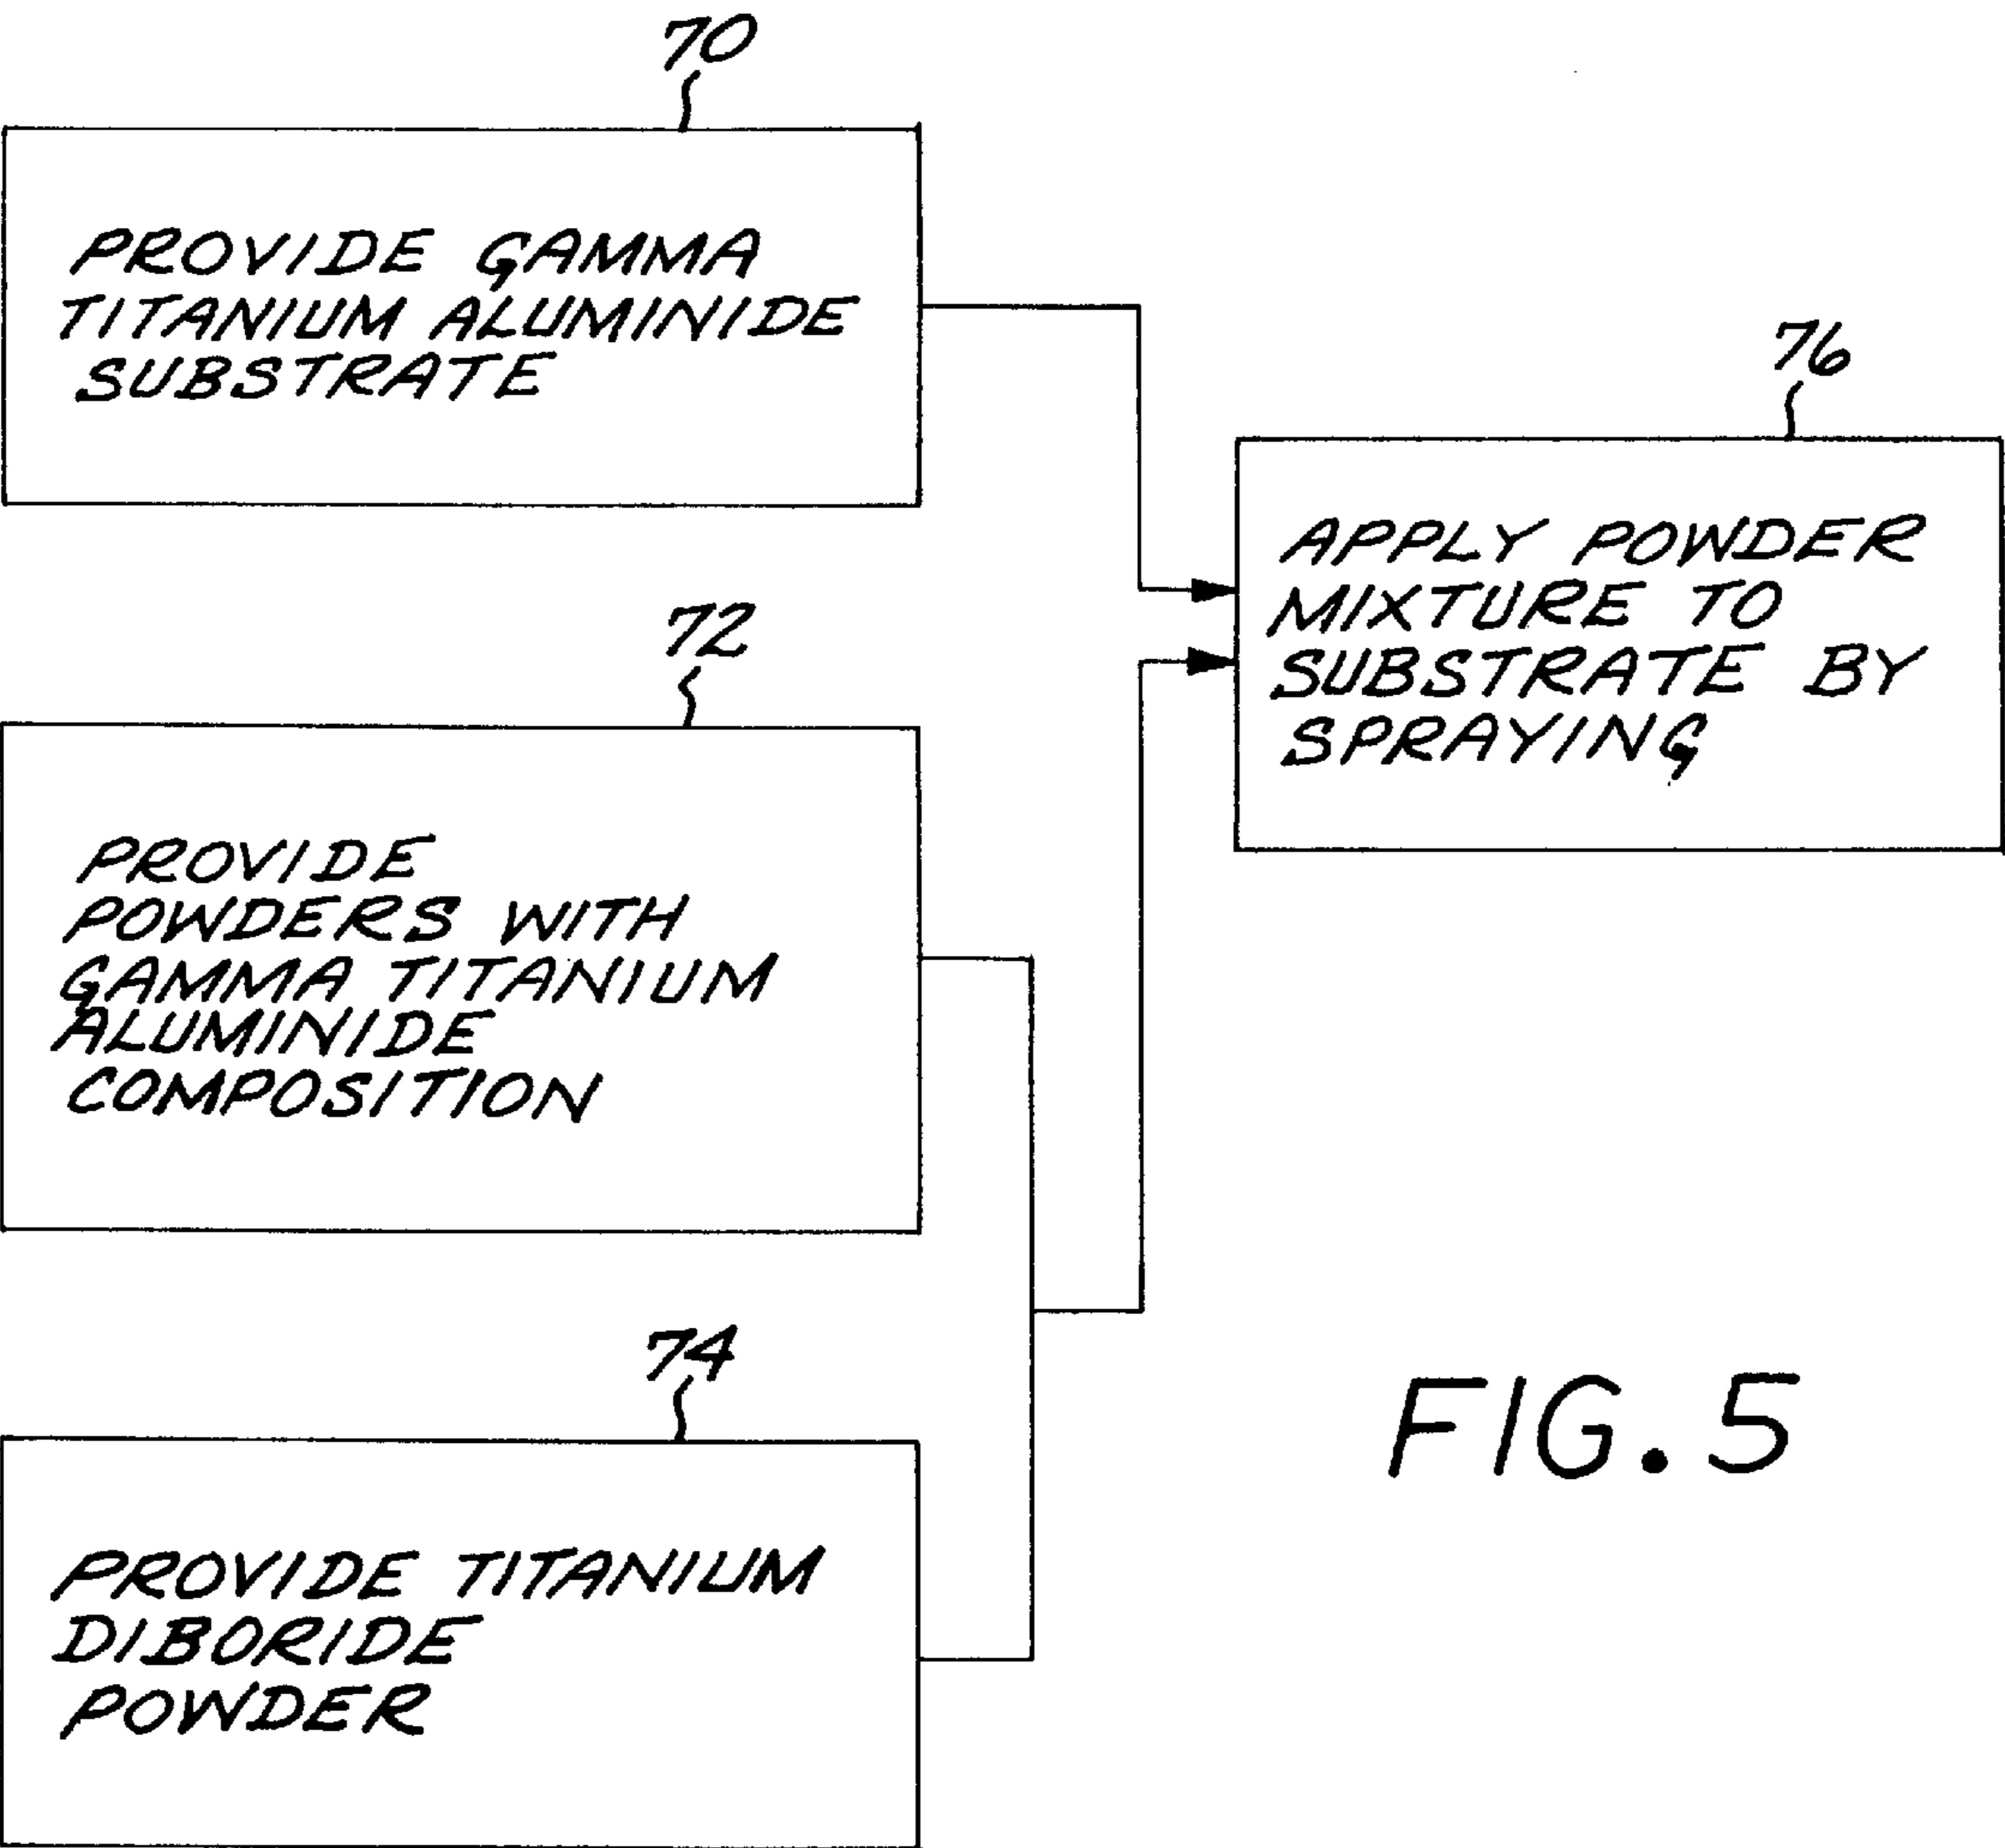 70
PROVIDE GAMMA
TITANIUM ALUMINIDE
SUBSTRATE
72
PROVIDE
POWDERS WITH
GAMMA TITANIUM
ALUMINIDE
COMPOSITION
74
PROVIDE TITANIUM
DIBORIDE
POWDER
76
APPLY POWDER
MIXTURE TO
SUBSTRATE BY
SPRAYING
FIG. 5